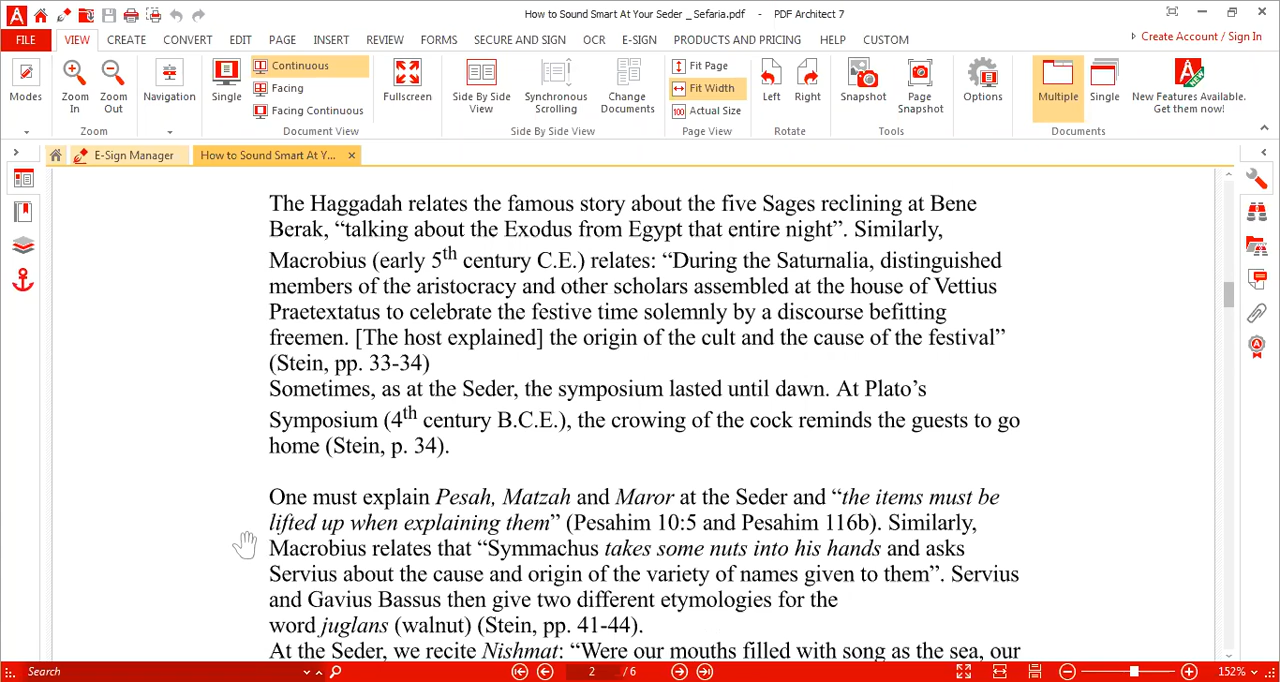 How to Sound Smart At Your Seder _ Sefaria.pdf - PDF Architect 7
FILE VIEW CREATE CONVERT EDIT PAGE INSERT REVIEW FORMS SECURE AND SIGN OCR E-SIGN PRODUCTS AND PRICING HELP CUSTOM Create Account / Sign In
Modes
Zoom In
Zoom Out
Zoom
Navigation
Single
Continuous
Facing
Facing Continuous
Document View
Fullscreen
Side By Side View
Synchronous Scrolling
Change Documents
Side By Side View
Fit Page
Fit Width
100 Actual Size
Page View
Left
Right
Rotate
Snapshot
Page Snapshot
Tools
Options
Multiple
Single
Documents
New Features Available. Get them now!
NEW
E-Sign Manager How to Sound Smart At Y...
The Haggadah relates the famous story about the five Sages reclining at Bene
Berak, “talking about the Exodus from Egypt that entire night”. Similarly,
Macrobius (early 5th century C.E.) relates: “During the Saturnalia, distinguished
members of the aristocracy and other scholars assembled at the house of Vettius
Praetextatus to celebrate the festive time solemnly by a discourse befitting
freemen. [The host explained] the origin of the cult and the cause of the festival”
(Stein, pp. 33-34)
Sometimes, as at the Seder, the symposium lasted until dawn. At Plato’s
Symposium (4th century B.C.E.), the crowing of the cock reminds the guests to go
home (Stein, p. 34).
One must explain Pesah, Matzah and Maror at the Seder and “the items must be
lifted up when explaining them” (Pesahim 10:5 and Pesahim 116b). Similarly,
Macrobius relates that “Symmachus takes some nuts into his hands and asks
Servius about the cause and origin of the variety of names given to them”. Servius
and Gavius Bassus then give two different etymologies for the
word juglans (walnut) (Stein, pp. 41-44).
At the Seder, we recite Nishmat: “Were our mouths filled with song as the sea, our
Search 2 / 6 152%